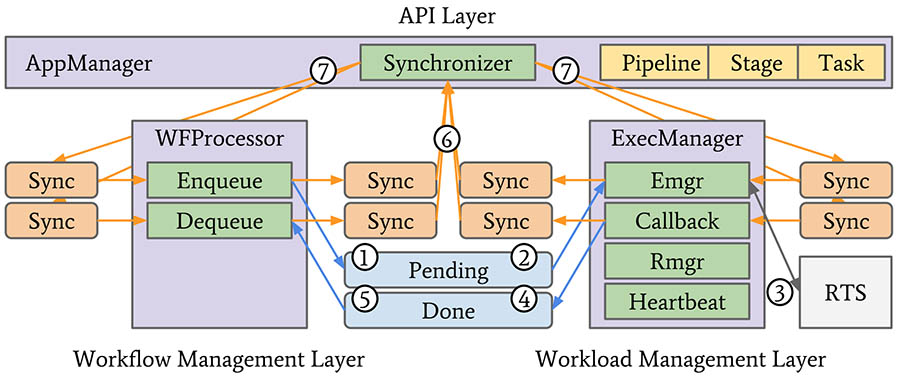 API Layer
AppManager
Synchronizer
Pipeline
Stage
Task
7
7
WFProcessor
ExecManager
6
Sync
Enqueue
Sync
Sync
Emgr
Sync
Sync
Dequeue
Sync
Sync
Callback
Sync
1
Pending
2
Rmgr
3
RTS
5
Done
4
Heartbeat
Workflow Management Layer
Workload Management Layer